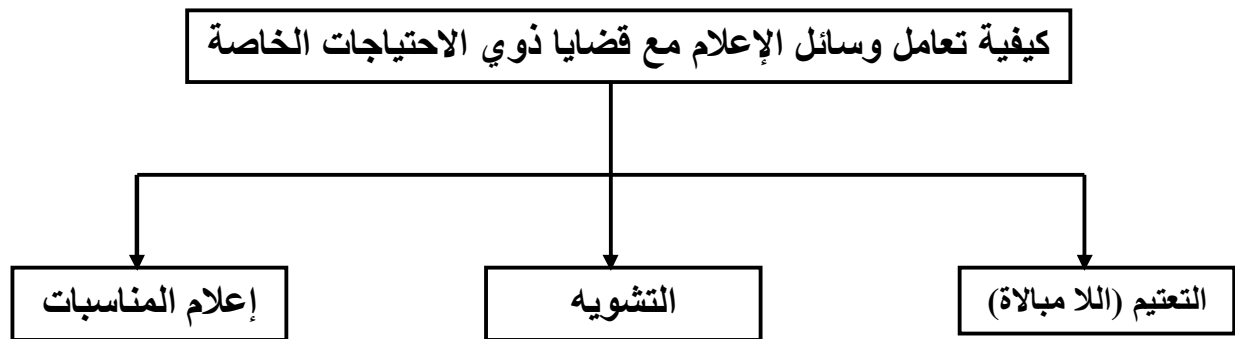 كيفية تعامل وسائل الإعلام مع قضايا ذوي الاحتياجات الخاصة
التعتيم (اللا مبالاة)
التشويه
إعلام المناسبات